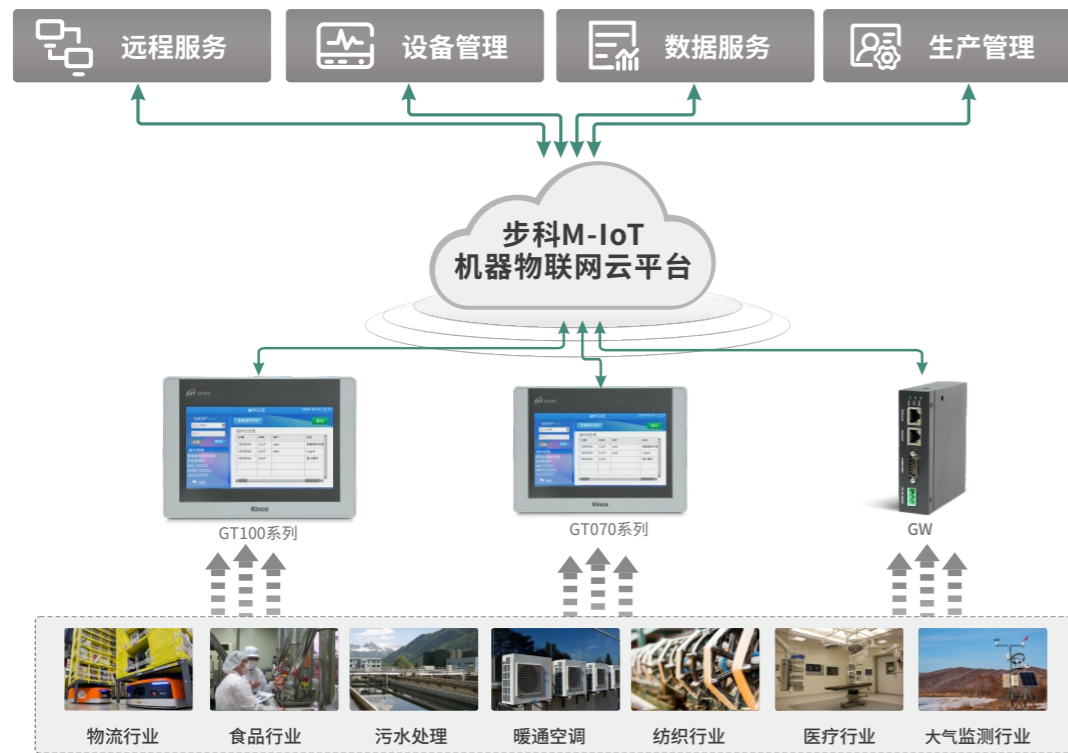 远程服务
设备管理
数据服务
生产管理
步科M-IoT
机器物联网云平台
Kinco
Kinco
GT100系列
GT070系列
GW
物流行业
食品行业
污水处理
暖通空调
纺织行业
医疗行业
大气监测行业